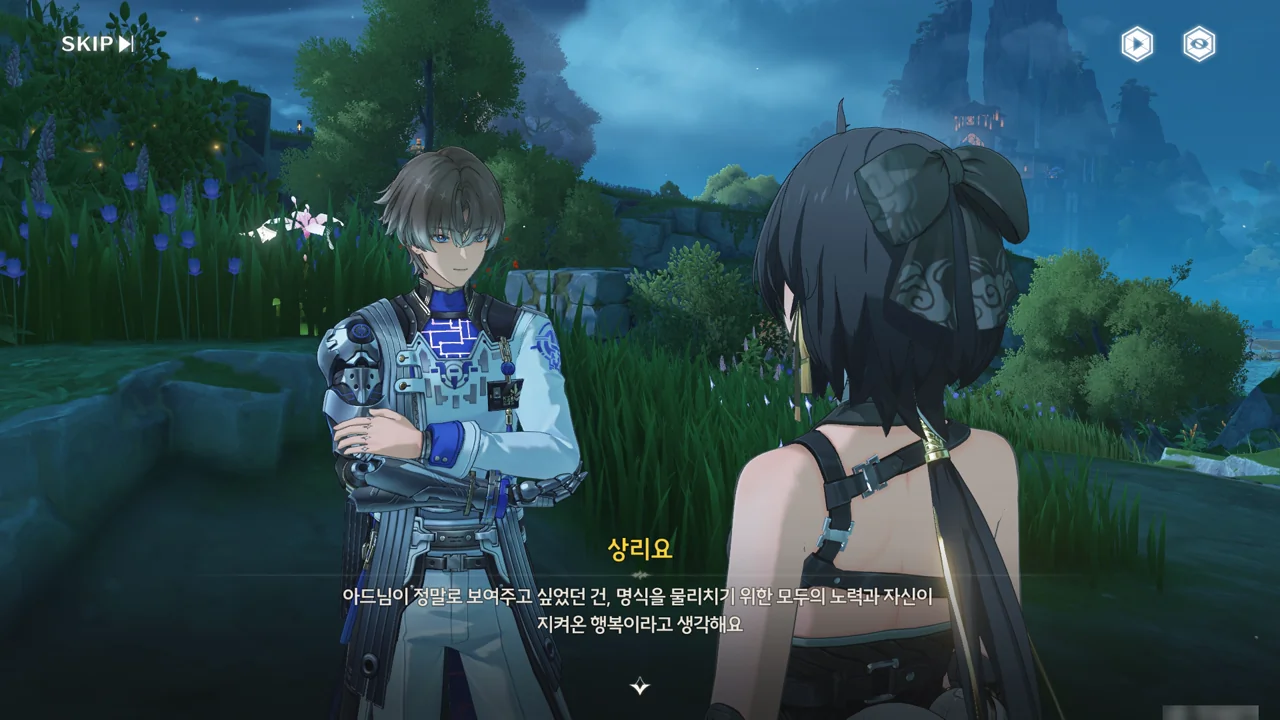 SKIP
상리요
아드님이 정말로 보여주고 싶었던 건, 명식을 물리치기 위한 모두의 노력과 자신이
지켜온 행복이라고 생각해요